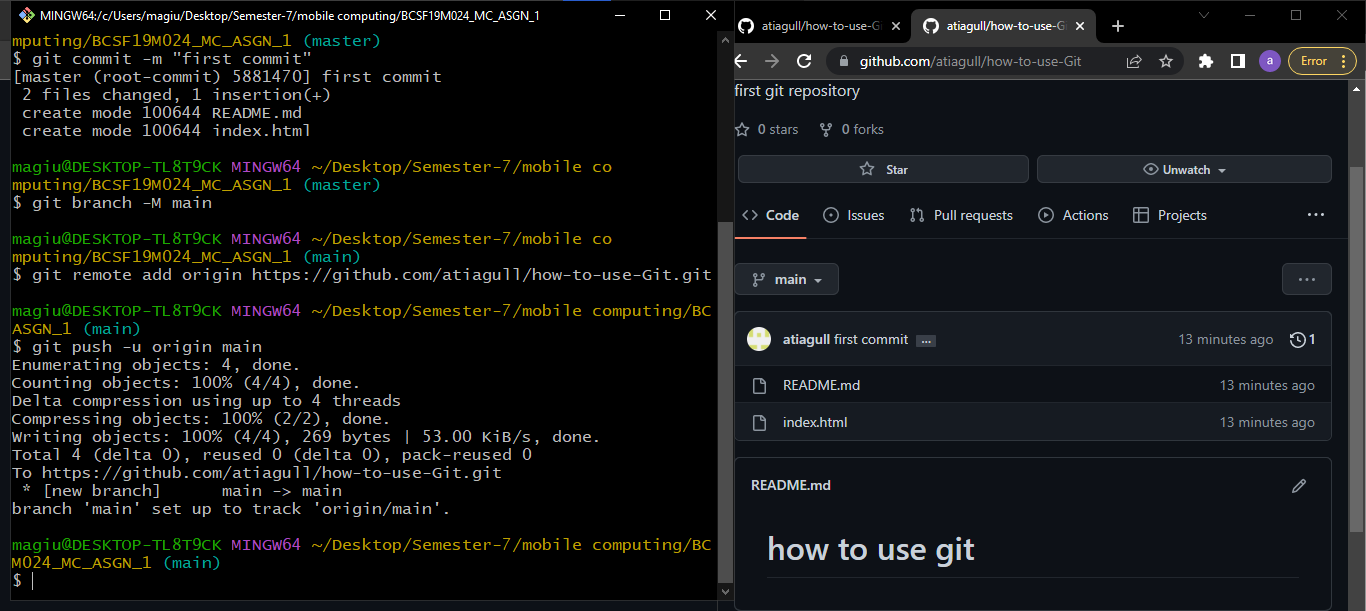 MINGW64:/c/Users/magiu/Desktop/Semester-7/mobile computing/BCSF19M024_MC_ASGN_1
mputing/BCSF19M024_MC_ASGN_1 (master)
$ git commit -m "first commit"
[master (root-commit) 5881470] first commit
 2 files changed, 1 insertion(+)
 create mode 100644 README.md
 create mode 100644 index.html
magiu@DESKTOP-TL8T9CK MINGW64 ~/Desktop/Semester-7/mobile co
mputing/BCSF19M024_MC_ASGN_1 (master)
$ git branch -M main
magiu@DESKTOP-TL8T9CK MINGW64 ~/Desktop/Semester-7/mobile co
mputing/BCSF19M024_MC_ASGN_1 (main)
$ git remote add origin https://github.com/atiagull/how-to-use-Git.git
magiu@DESKTOP-TL8T9CK MINGW64 ~/Desktop/Semester-7/mobile computing/BC
ASGN_1 (main)
$ git push -u origin main
Enumerating objects: 4, done.
Counting objects: 100% (4/4), done.
Delta compression using up to 4 threads
Compressing objects: 100% (2/2), done.
Writing objects: 100% (4/4), 269 bytes | 53.00 KiB/s, done.
Total 4 (delta 0), reused 0 (delta 0), pack-reused 0
To https://github.com/atiagull/how-to-use-Git.git
 * [new branch]      main -> main
branch 'main' set up to track 'origin/main'.
magiu@DESKTOP-TL8T9CK MINGW64 ~/Desktop/Semester-7/mobile computing/BC
M024_MC_ASGN_1 (main)
$
atiagull/how-to-use-Gi
atiagull/how-to-use-Gi
github.com/atiagull/how-to-use-Git
a
Error
first git repository
0 stars 0 forks
Star Unwatch
Code Issues Pull requests Actions Projects ...
main ...
atiagull first commit ... 13 minutes ago 1
README.md 13 minutes ago
index.html 13 minutes ago
README.md
how to use git